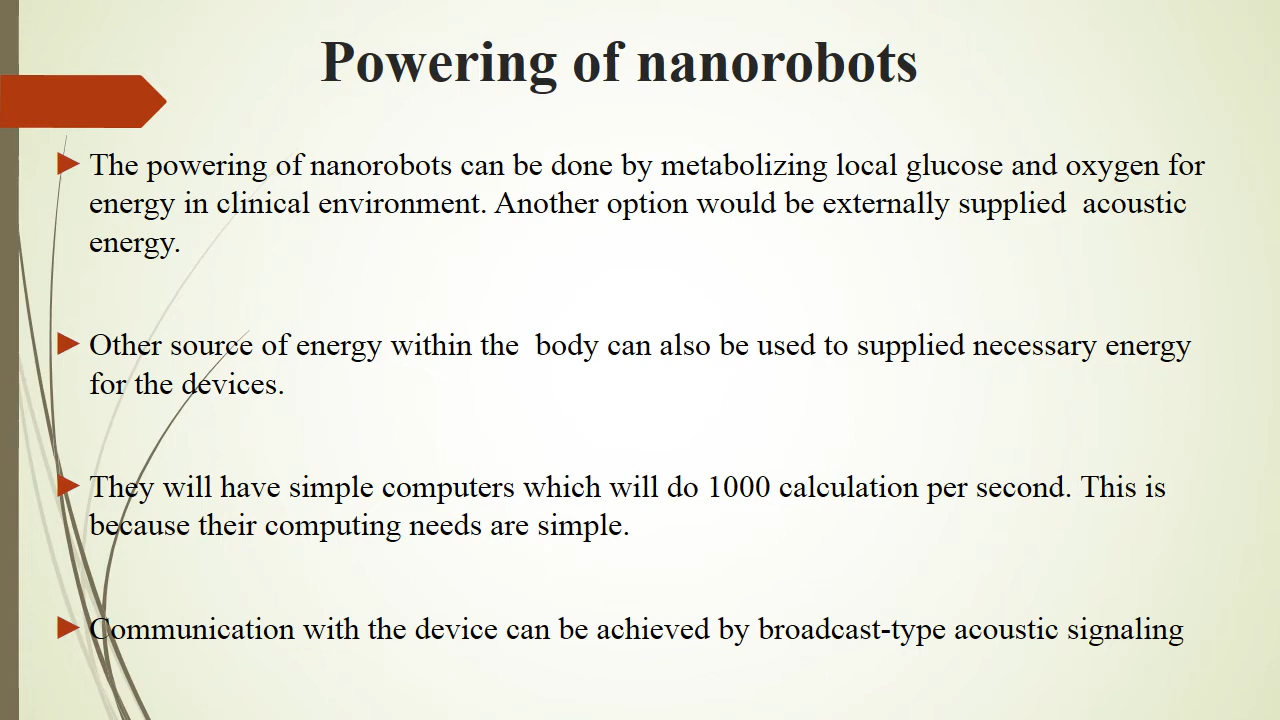 Powering of nanorobots
The powering of nanorobots can be done by metabolizing local glucose and oxygen for
energy in clinical environment. Another option would be externally supplied  acoustic
energy.
Other source of energy within the  body can also be used to supplied necessary energy
for the devices.
They will have simple computers which will do 1000 calculation per second. This is
because their computing needs are simple.
Communication with the device can be achieved by broadcast-type acoustic signaling